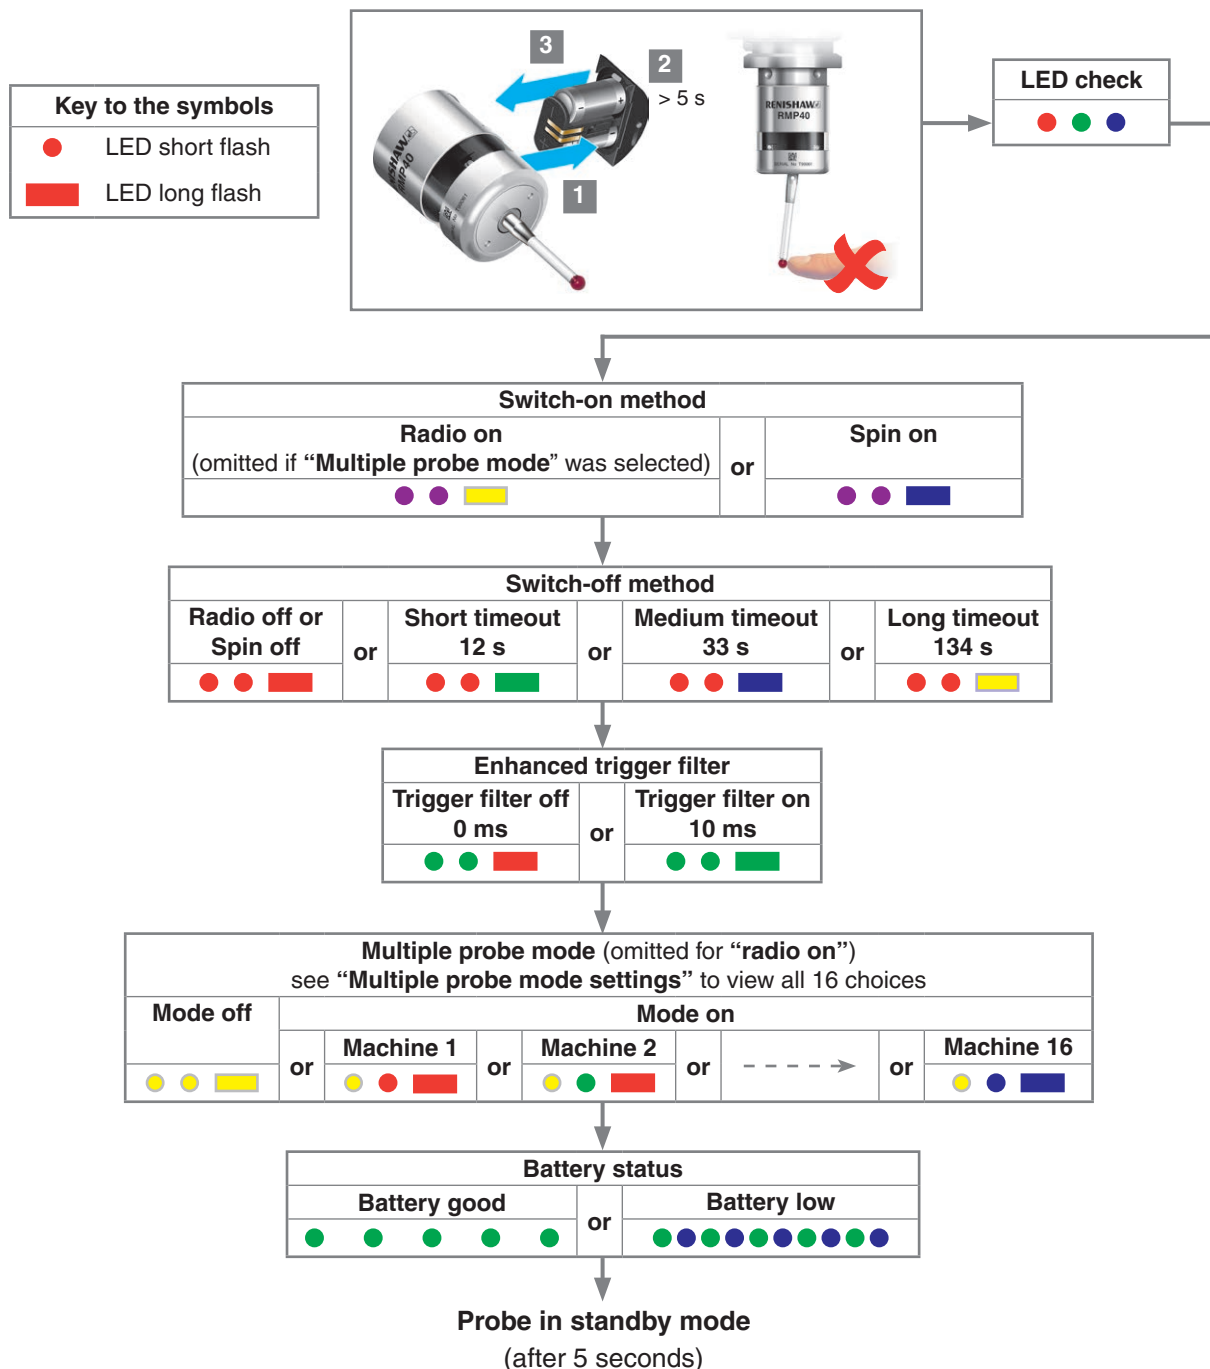 Key to the symbols
LED short flash
LED long flash
3
2
> 5 s
1
RENISHAW
RMP40
RENISHAW
RMP40
LED check
Switch-on method
Radio on
(omitted if “Multiple probe mode” was selected)
or
Spin on
Switch-off method
Radio off or
Spin off
or
Short timeout
12 s
or
Medium timeout
33 s
or
Long timeout
134 s
Enhanced trigger filter
Trigger filter off
0 ms
or
Trigger filter on
10 ms
Multiple probe mode (omitted for “radio on”)
see “Multiple probe mode settings” to view all 16 choices
Mode off
Mode on
or
Machine 1
or
Machine 2
or
or
Machine 16
Battery status
Battery good
or
Battery low
Probe in standby mode
(after 5 seconds)